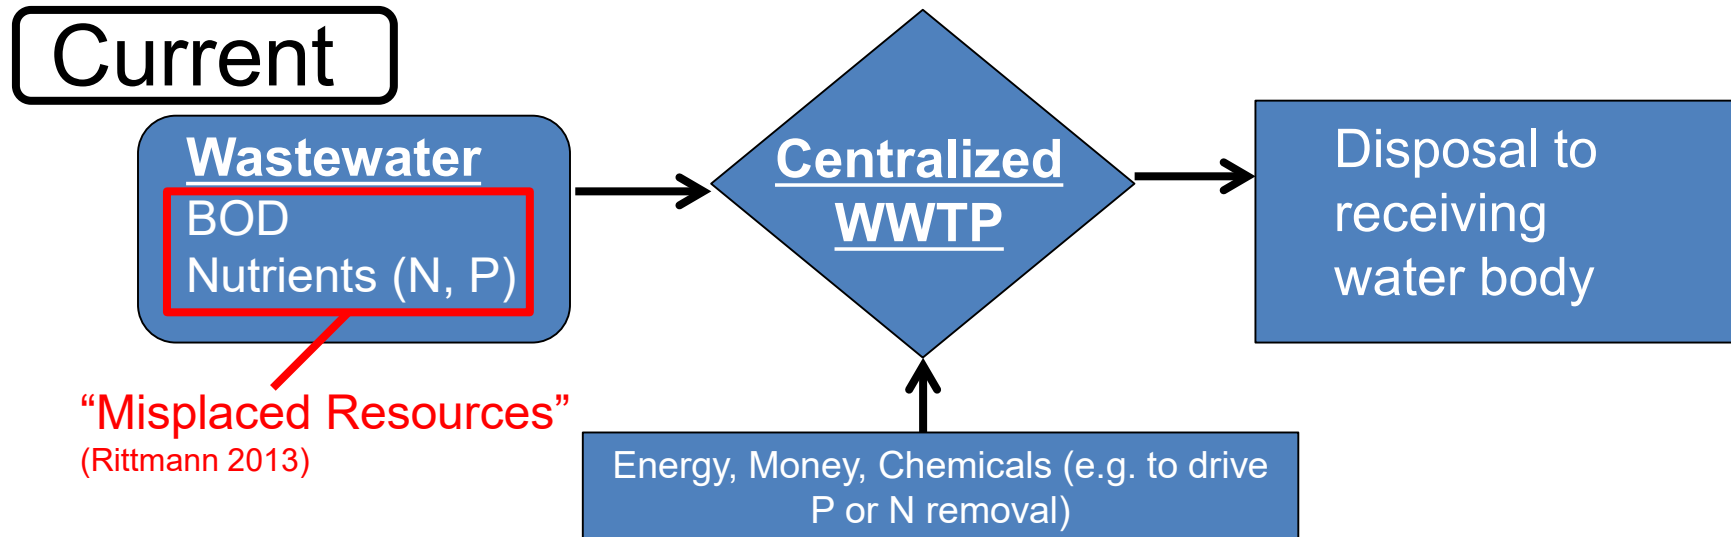 Current
Wastewater
BOD
Nutrients (N, P)
“Misplaced Resources”
(Rittmann 2013)
Centralized
WWTP
Energy, Money, Chemicals (e.g. to drive
P or N removal)
Disposal to
receiving
water body